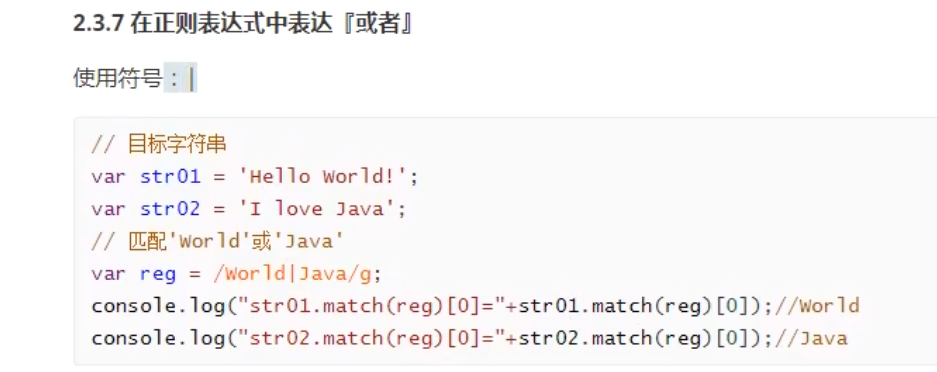 2.3.7 在正则表达式中表达『或者』
使用符号：|
// 目标字符串
var str01 = 'Hello World!';
var str02 = 'I love Java';
// 匹配'World'或'Java'
var reg = /World|Java/g;
console.log("str01.match(reg)[0]="+str01.match(reg)[0]);//World
console.log("str02.match(reg)[0]="+str02.match(reg)[0]);//Java